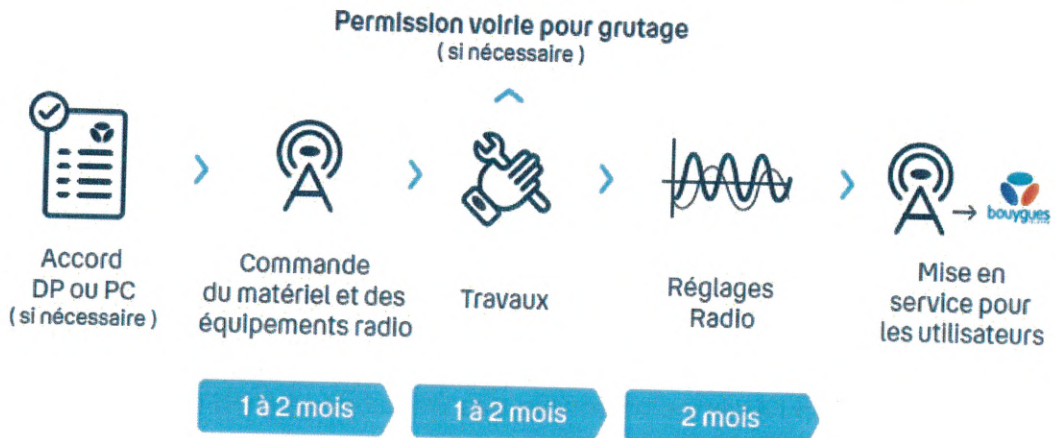 Permission voirie pour grutage
( si nécessaire )
Accord
DP ou PC
( si nécessaire )
Commande
du matériel et des
équipements radio
Travaux
Réglages
Radio
bouygues
Mise en
service pour
les utilisateurs
1 à 2 mois
1 à 2 mois
2 mois